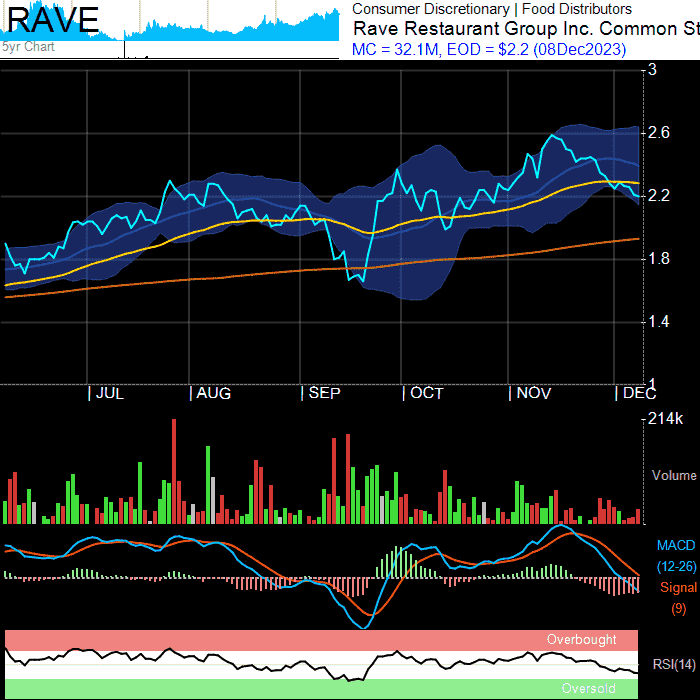 RAVE
Consumer Discretionary | Food Distributors
Rave Restaurant Group Inc. Common St
MC = 32.1M, EOD = $2.2 (08Dec2023)
5yr Chart
3
2.6
2.2
1.8
1.4
1
JUL AUG SEP OCT NOV DEC
214k
Volume
MACD
(12-26)
Signal
(9)
Overbought
RSI(14)
Oversold